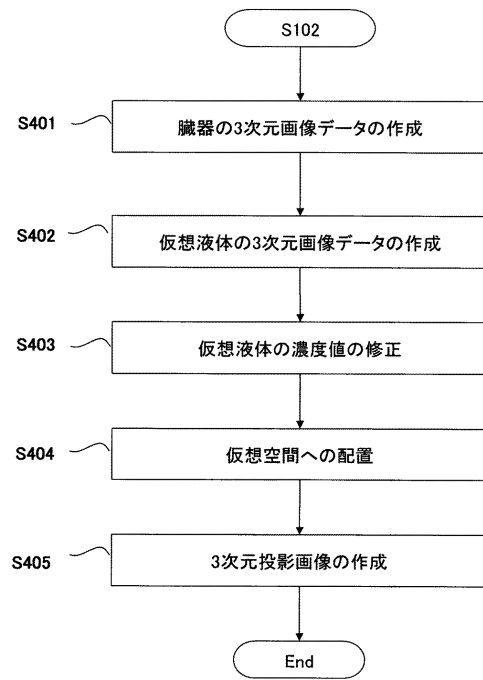 S102
S401
臓器の3次元画像データの作成
S402
仮想液体の3次元画像データの作成
S403
仮想液体の濃度値の修正
S404
仮想空間への配置
S405
3次元投影画像の作成
End